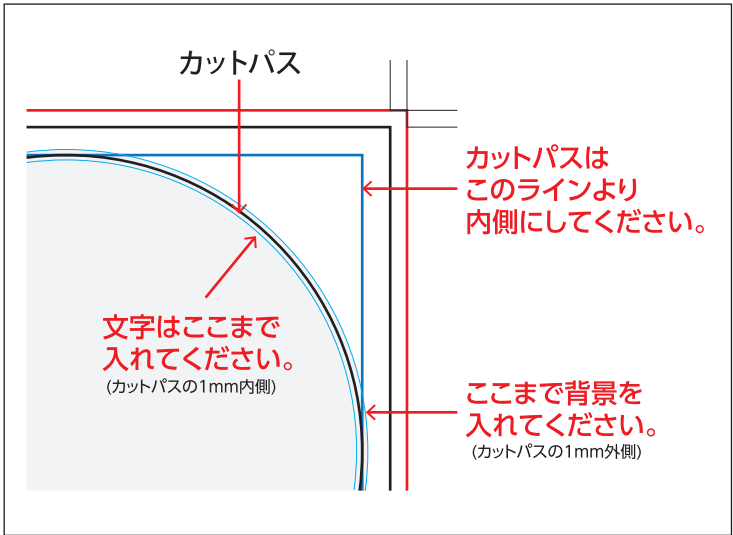 カットパス
カットパスは
このラインより
内側にしてください。
文字はここまで
入れてください。
(カットパスの1mm内側)
ここまで背景を
入れてください。
(カットパスの1mm外側)